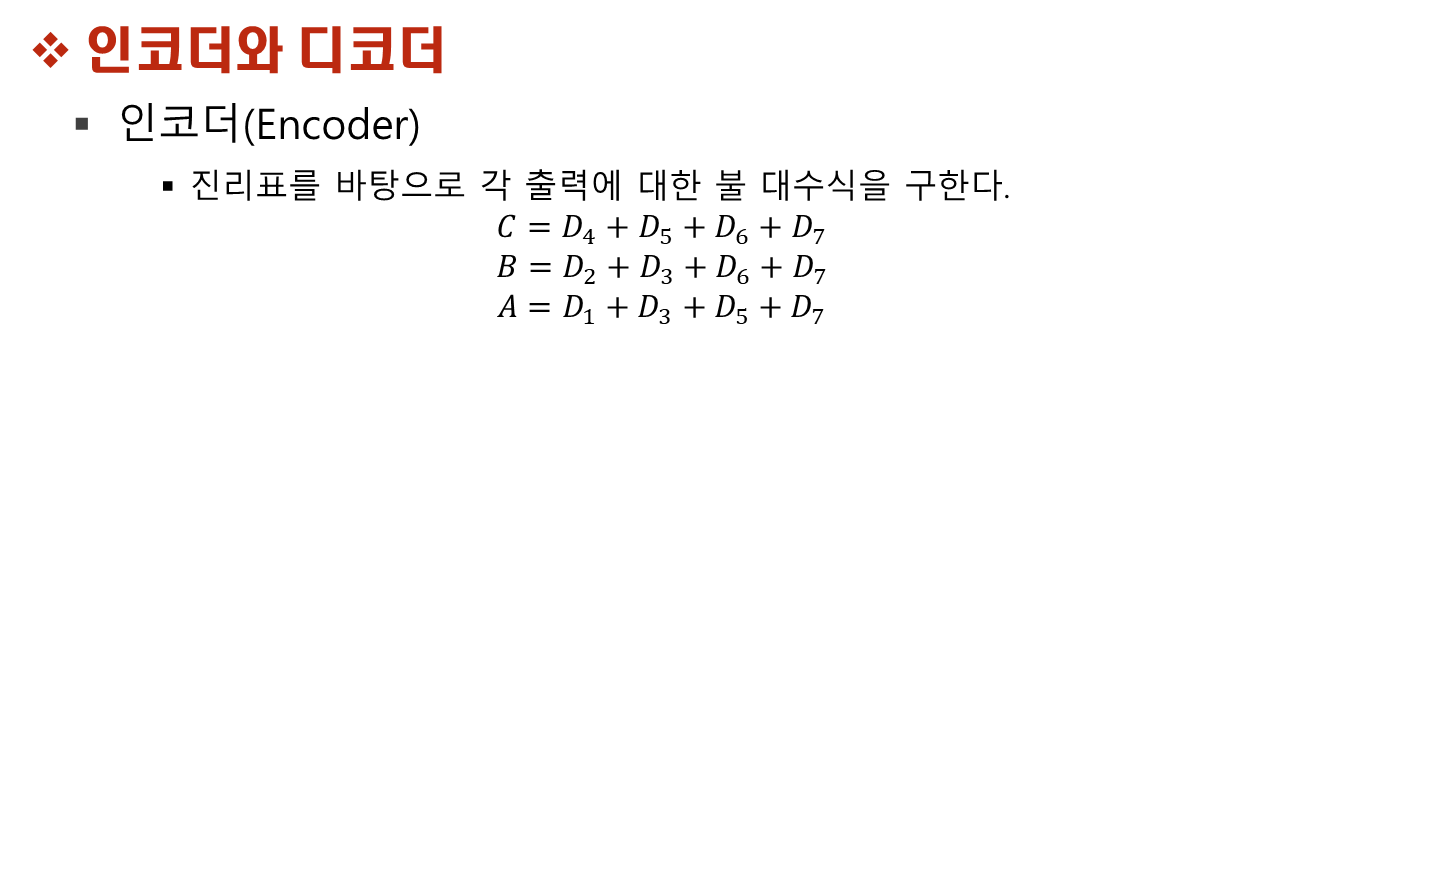 ❖ 인코더와 디코더
▪ 인코더(Encoder)
▪ 진리표를 바탕으로 각 출력에 대한 불 대수식을 구한다.
C = D₄ + D₅ + D₆ + D₇
B = D₂ + D₃ + D₆ + D₇
A = D₁ + D₃ + D₅ + D₇